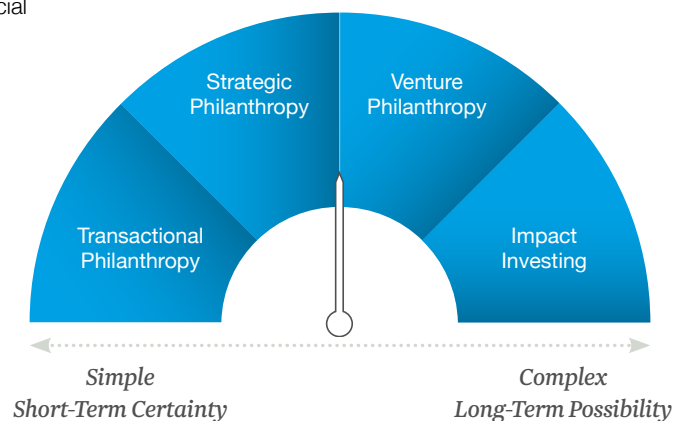 Strategic
Philanthropy
Venture
Philanthropy
Transactional
Philanthropy
Impact
Investing
Simple
Short-Term Certainty
Complex
Long-Term Possibility